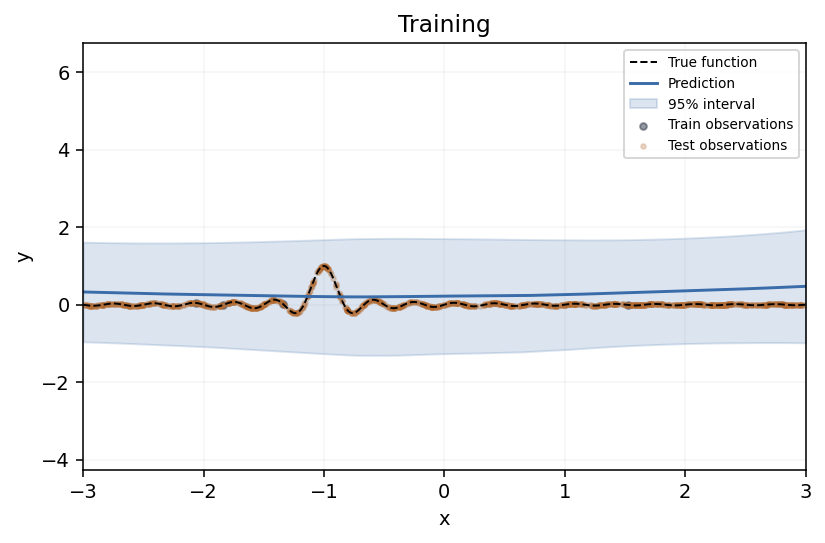 Training
True function
Prediction
95% interval
Train observations
Test observations
6
4
2
0
−2
−4
y
−3
−2
−1
0
1
2
3
x